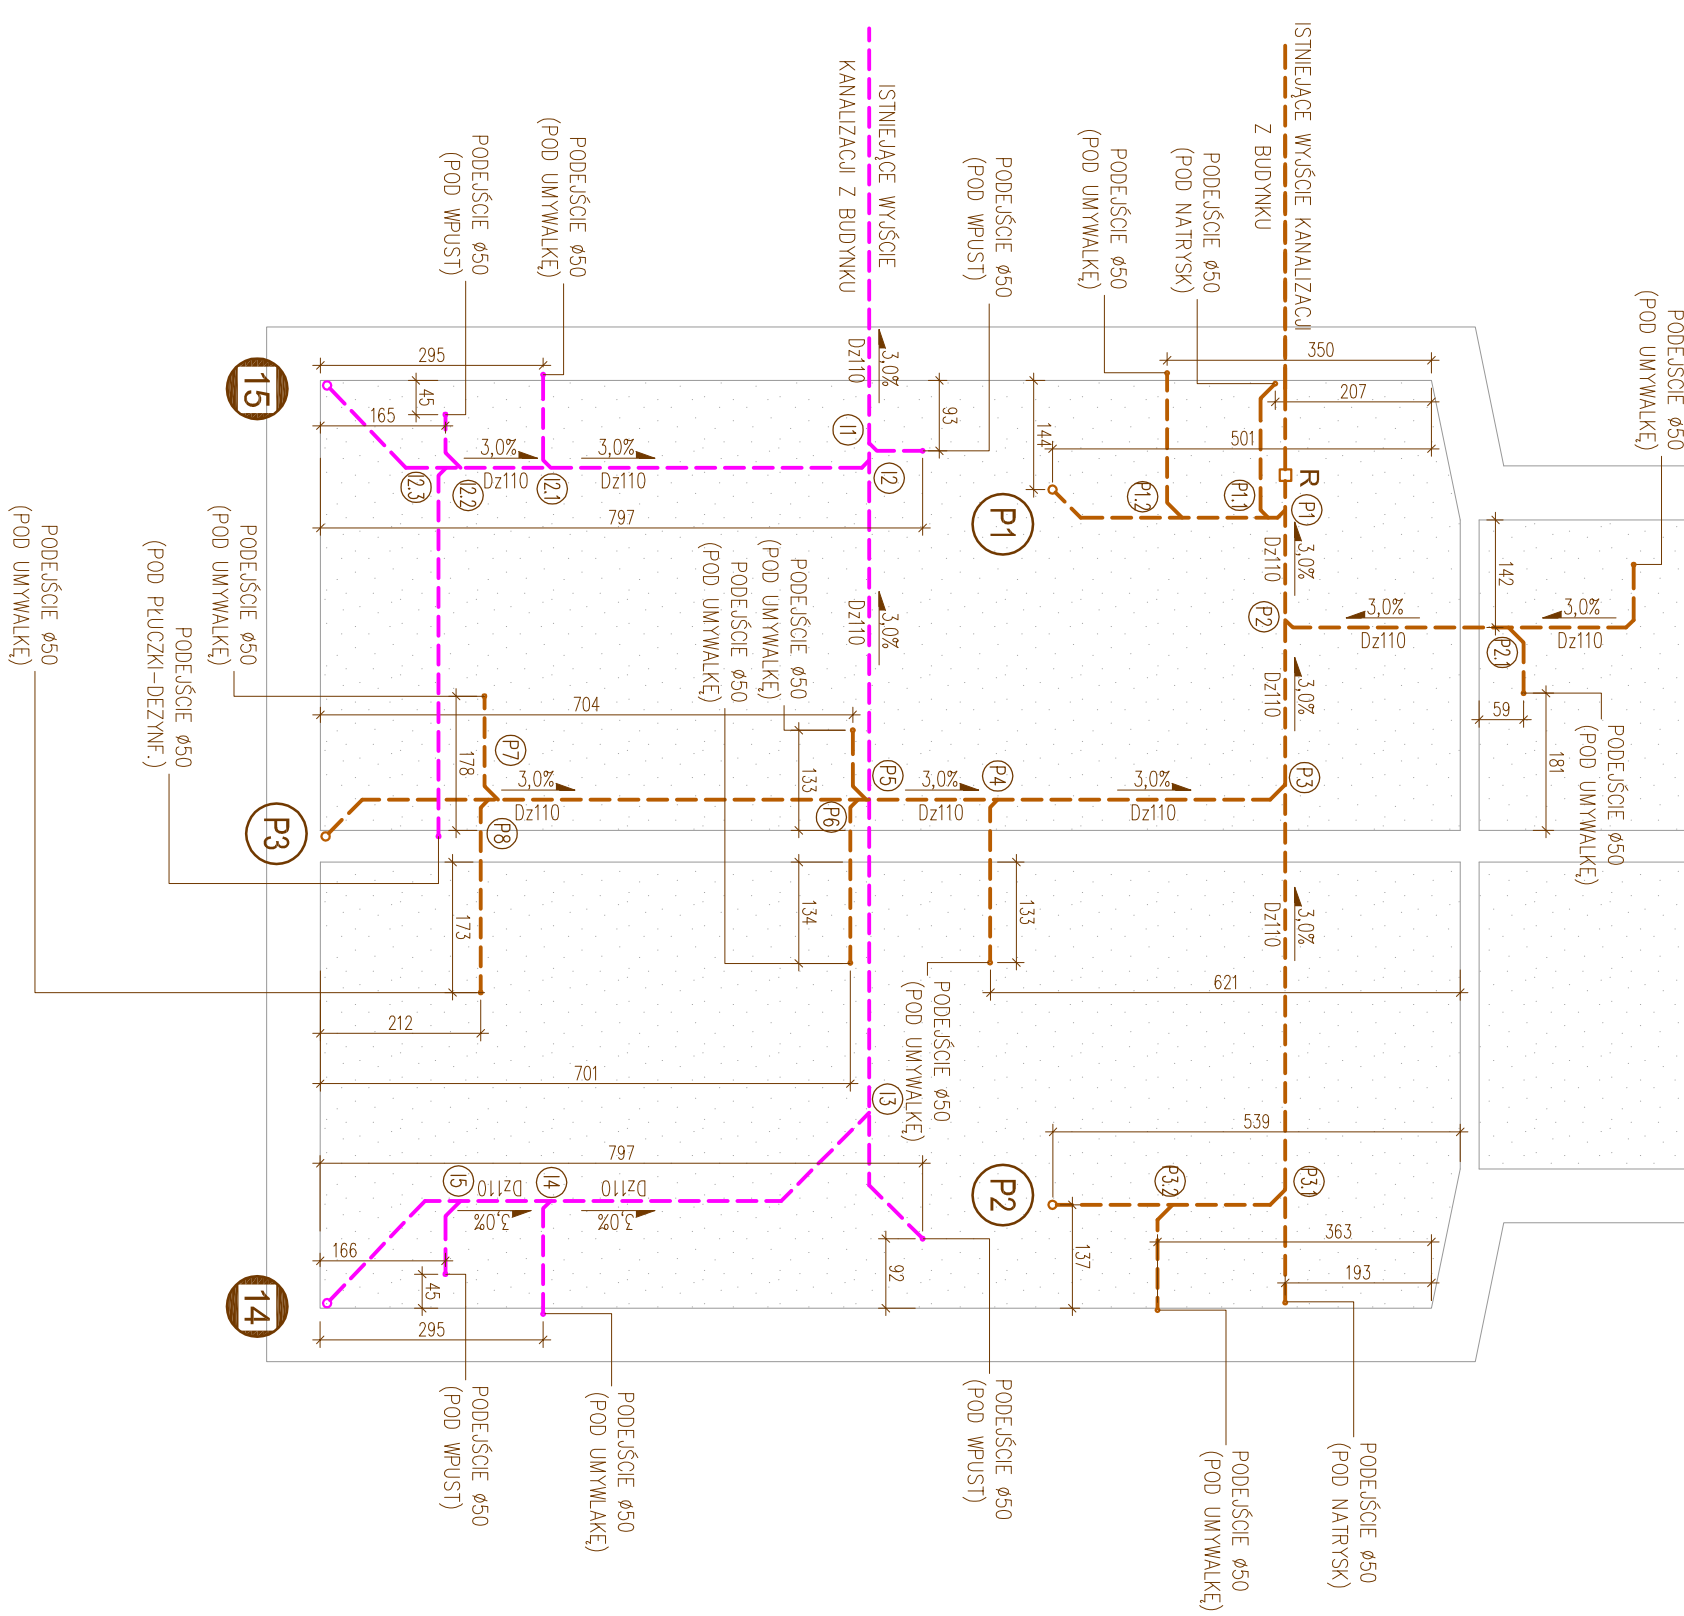 ISTNIEJĄCE WYJŚCIE KANALIZACJI
Z BUDYNKU
ISTNIEJĄCE WYJŚCIE
KANALIZACJI Z BUDYNKU
PODEJŚCIE ø50
(POD UMYWALKĘ)
PODEJŚCIE ø50
(POD NATRYSK)
PODEJŚCIE ø50
(POD UMYWALKĘ)
PODEJŚCIE ø50
(POD WPUST)
PODEJŚCIE ø50
(POD UMYWALKĘ)
PODEJŚCIE ø50
(POD WPUST)
15
295
45
165
3,0%
Dz110
3,0%
Dz110
I2.3
I2.2
I2.1
797
3,0%
Dz110
I1
I2
93
144
350
207
501
R
P1
P1.1
P1.2
P1
3,0%
Dz110
P2
3,0%
Dz110
142
3,0%
Dz110
3,0%
Dz110
P2.1
59
181
PODEJŚCIE ø50
(POD UMYWALKĘ)
PODEJŚCIE ø50
(POD UMYWALKĘ)
PODEJŚCIE ø50
(POD UMYWALKĘ)
PODEJŚCIE ø50
(POD PŁUCZKI-DEZYNF.)
PODEJŚCIE ø50
(POD UMYWALKĘ)
PODEJŚCIE ø50
(POD UMYWALKĘ)
3,0%
Dz110
704
178
133
P7
P8
P3
3,0%
Dz110
P5
P6
3,0%
Dz110
P4
3,0%
Dz110
P3
3,0%
Dz110
173
134
133
621
212
701
PODEJŚCIE ø50
(POD UMYWALKĘ)
I3
539
797
P2
P3.2
P3.1
I5
I4
Dz110
3,0%
Dz110
3,0%
166
45
92
137
363
193
14
295
PODEJŚCIE ø50
(POD WPUST)
PODEJŚCIE ø50
(POD UMYWLAKĘ)
PODEJŚCIE ø50
(POD WPUST)
PODEJŚCIE ø50
(POD UMYWALKĘ)
PODEJŚCIE ø50
(POD NATRYSK)